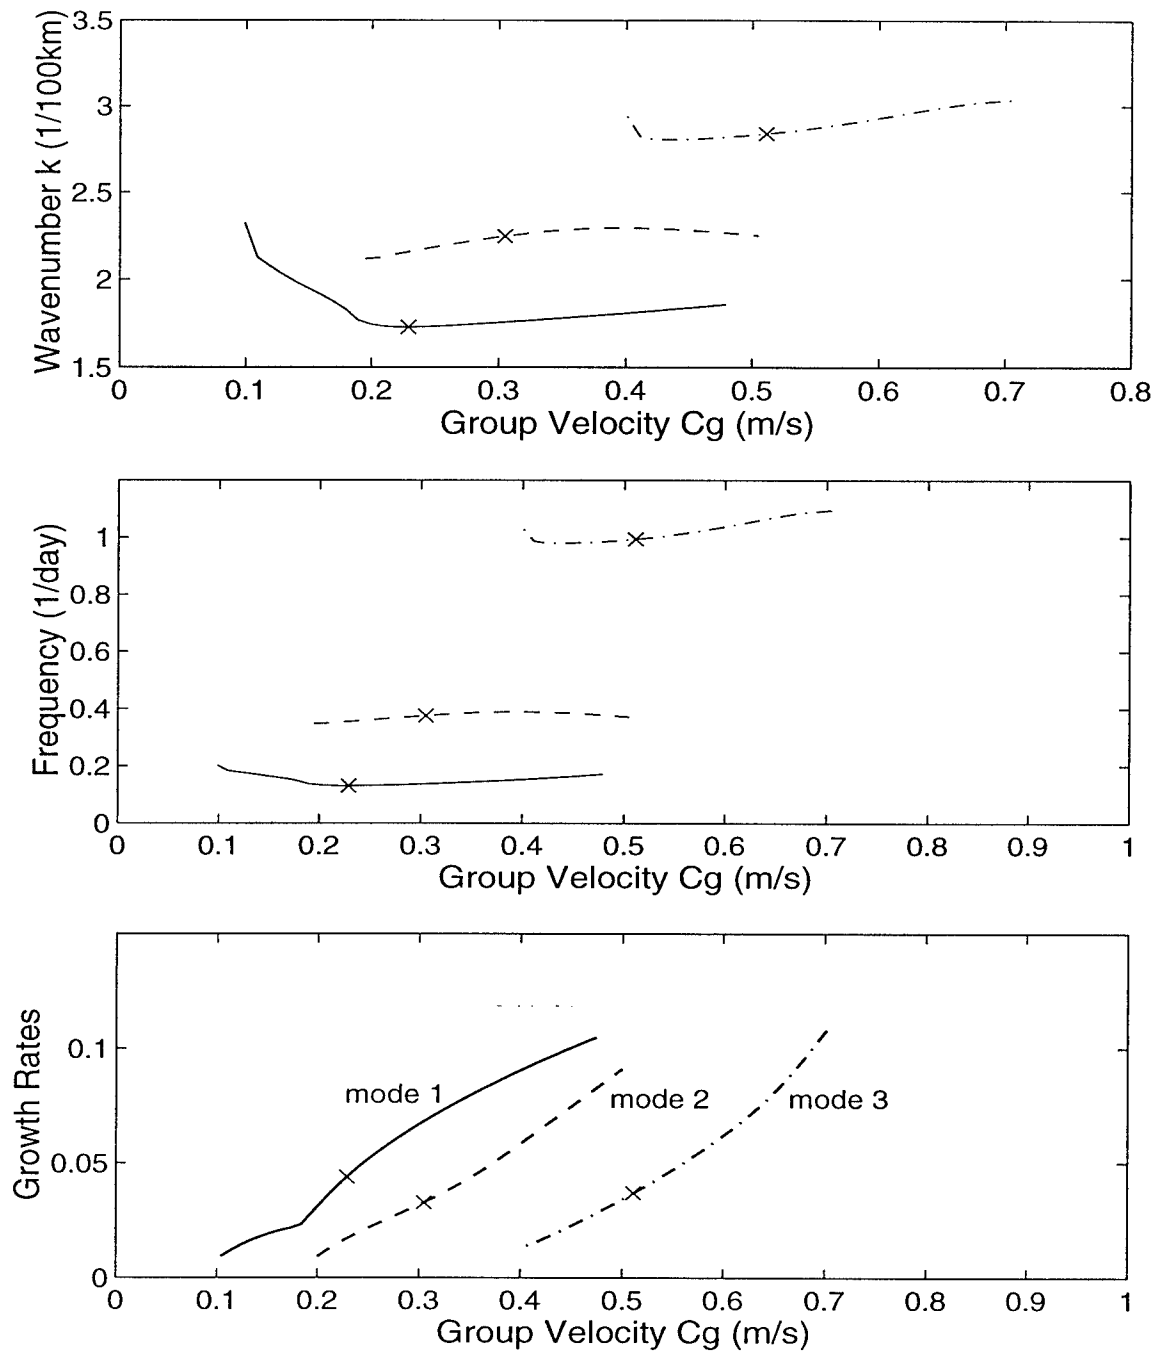 3.5
3
2.5
2
1.5
Wavenumber k (1/100km)
0 0.1 0.2 0.3 0.4 0.5 0.6 0.7 0.8
Group Velocity Cg (m/s)
1
0.8
0.6
0.4
0.2
0
Frequency (1/day)
0 0.1 0.2 0.3 0.4 0.5 0.6 0.7 0.8 0.9 1
Group Velocity Cg (m/s)
0.1
0.05
0
Growth Rates
mode 1
mode 2
mode 3
0 0.1 0.2 0.3 0.4 0.5 0.6 0.7 0.8 0.9 1
Group Velocity Cg (m/s)